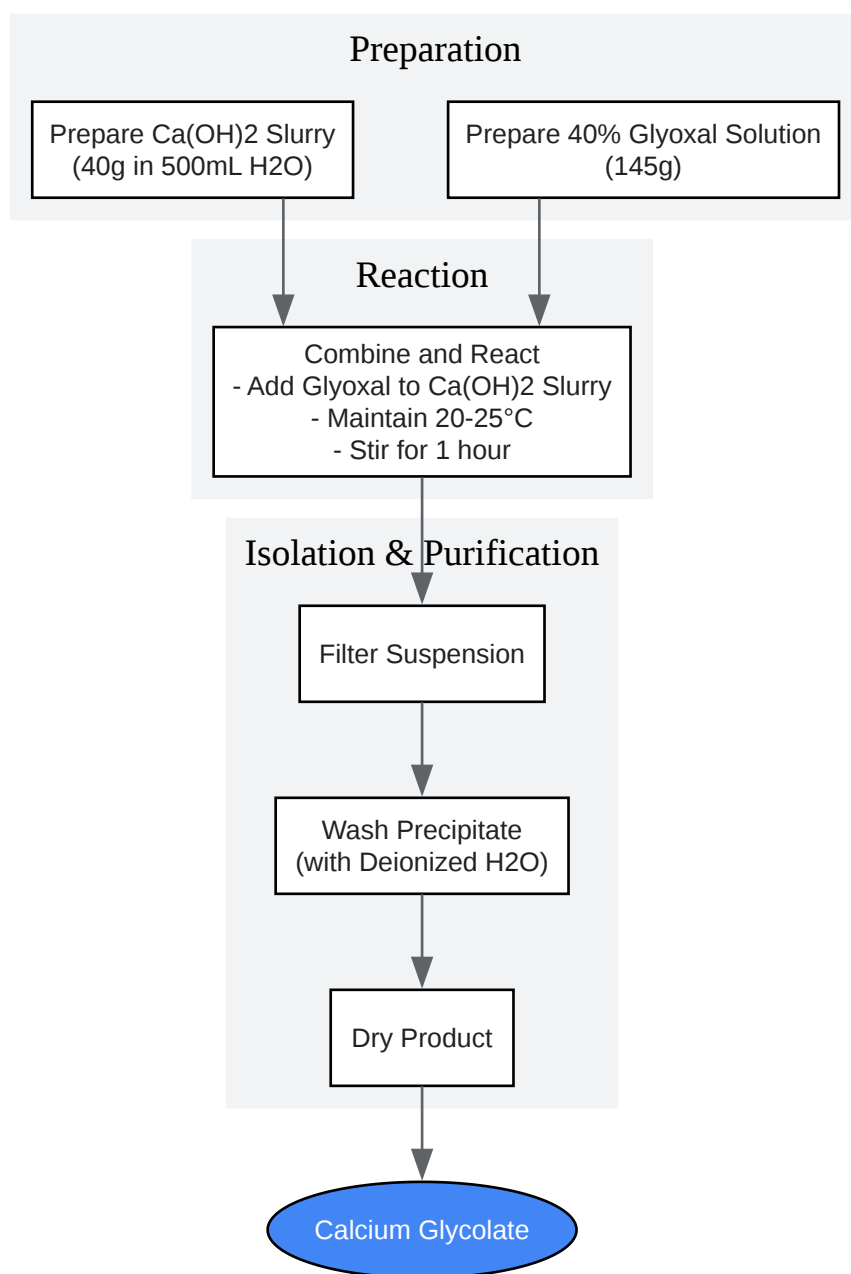 Preparation
Prepare Ca(OH)2 Slurry
(40g in 500mL H2O)
Prepare 40% Glyoxal Solution
(145g)
Reaction
Combine and React
- Add Glyoxal to Ca(OH)2 Slurry
- Maintain 20-25°C
- Stir for 1 hour
Isolation & Purification
Filter Suspension
Wash Precipitate
(with Deionized H2O)
Dry Product
Calcium Glycolate